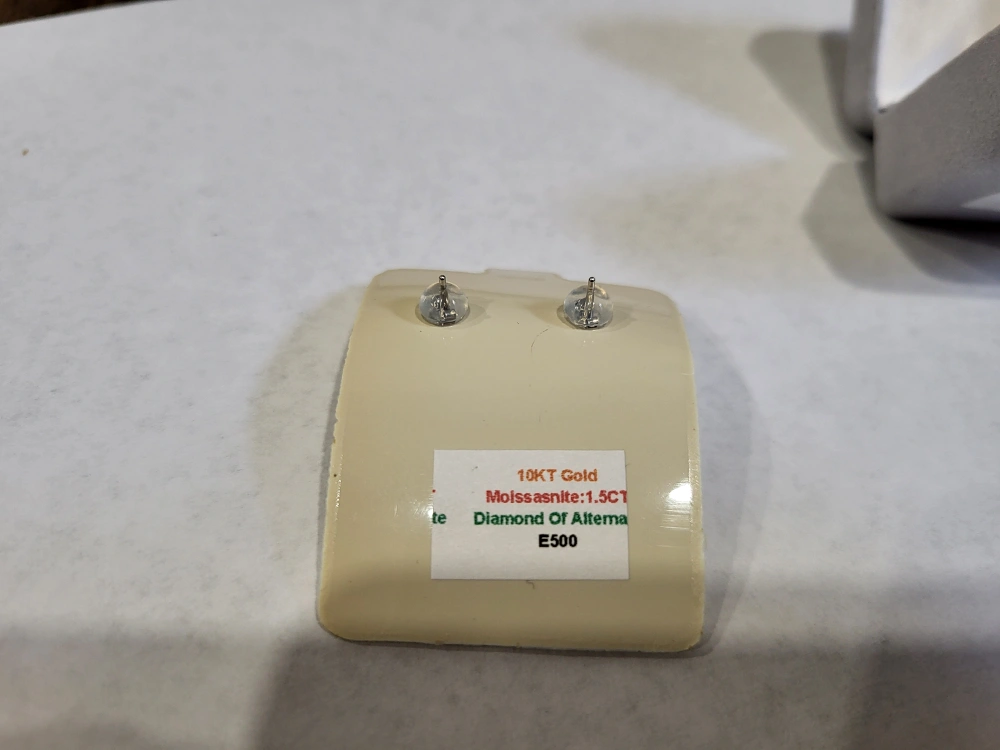 10KT Gold
Moissasnite:1.5CT
te Diamond Of Alterna
E500